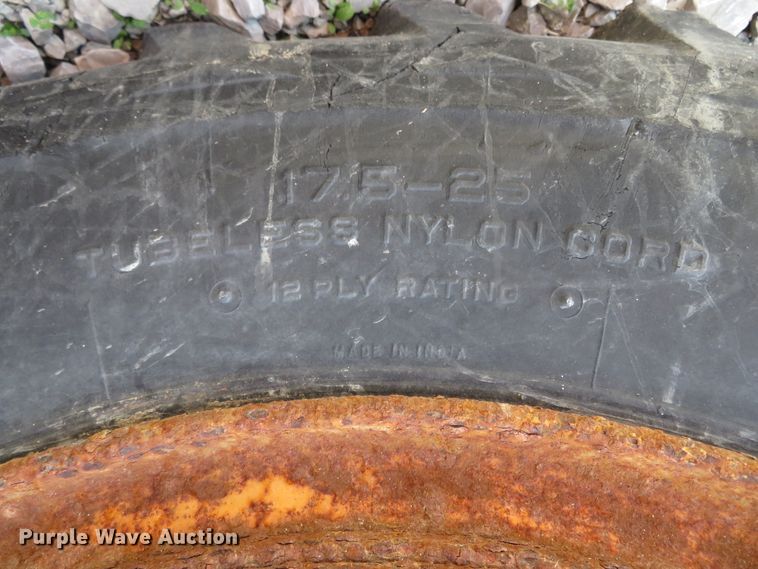 17.5-25
TUBELESS NYLON CORD
12 PLY RATING
MADE IN INDIA
Purple Wave Auction